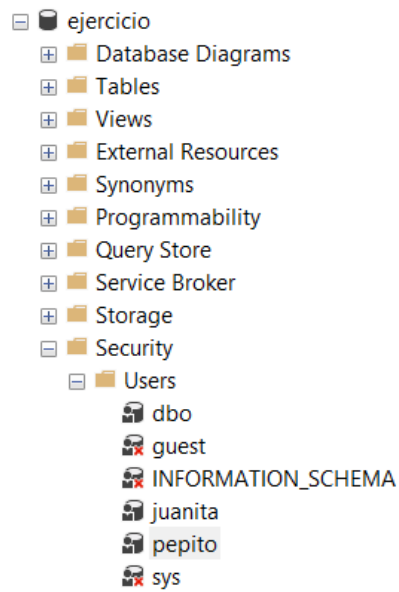 ejercicio
Database Diagrams
Tables
Views
External Resources
Synonyms
Programmability
Query Store
Service Broker
Storage
Security
Users
dbo
guest
INFORMATION_SCHEMA
juanita
pepito
sys